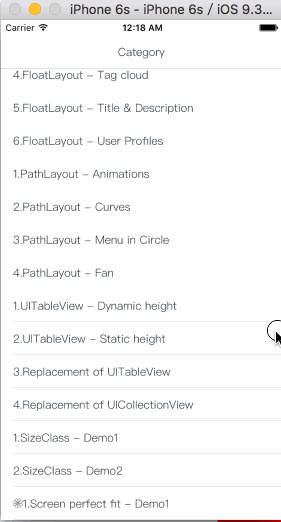 iPhone 6s - iPhone 6s / iOS 9.3...
Carrier 12:18 AM
Category
4.FloatLayout - Tag cloud
5.FloatLayout - Title & Description
6.FloatLayout - User Profiles
1.PathLayout - Animations
2.PathLayout - Curves
3.PathLayout - Menu in Circle
4.PathLayout - Fan
1.UITableView - Dynamic height
2.UITableView - Static height
3.Replacement of UITableView
4.Replacement of UICollectionView
1.SizeClass - Demo1
2.SizeClass - Demo2
❁1.Screen perfect fit - Demo1